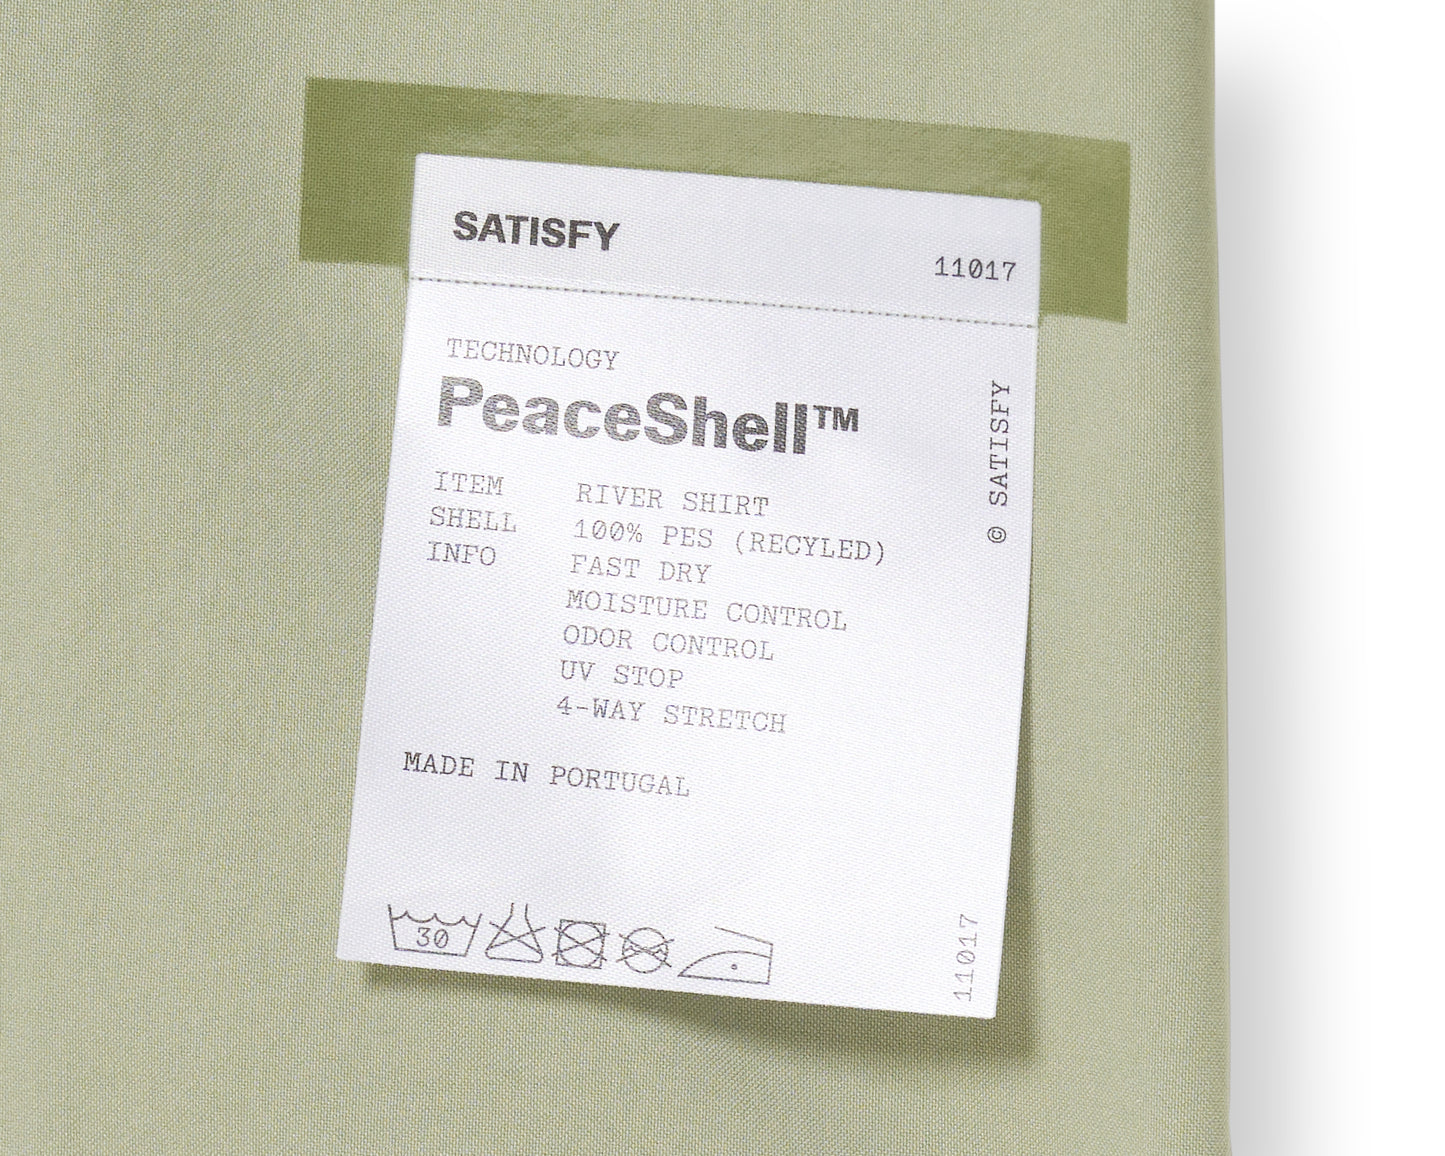 SATISFY
11017
TECHNOLOGY
PeaceShell™
ITEM RIVER SHIRT
SHELL 100% PES (RECYLED)
INFO FAST DRY
MOISTURE CONTROL
ODOR CONTROL
UV STOP
4-WAY STRETCH
MADE IN PORTUGAL
© SATISFY
30
11017